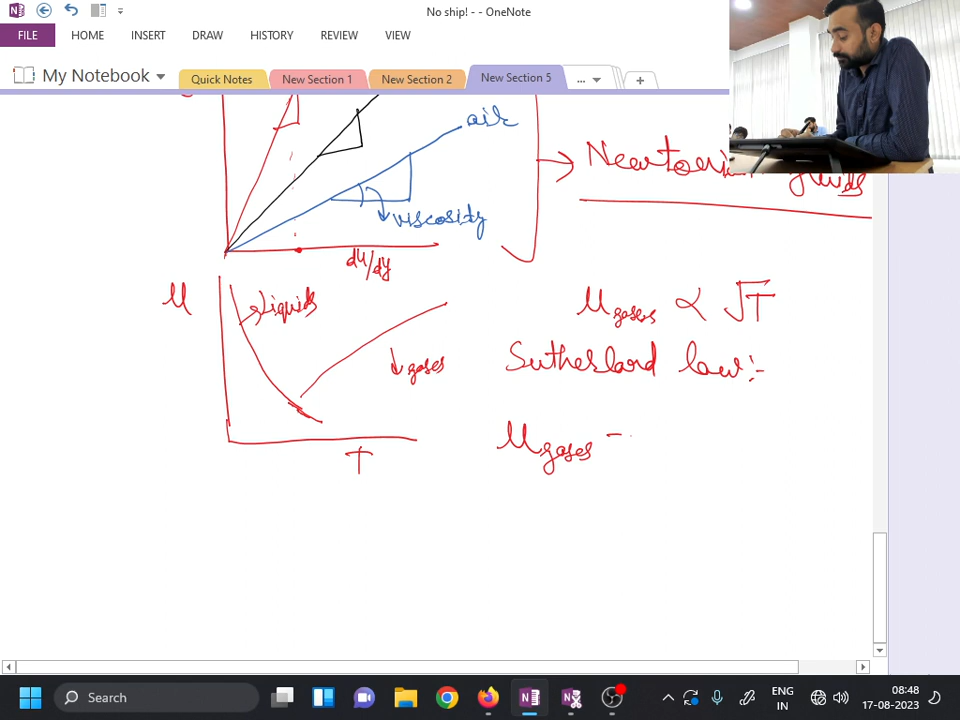 No ship! - - OneNote
FILE HOME INSERT DRAW HISTORY REVIEW VIEW
My Notebook Quick Notes New Section 1 New Section 2 New Section 5 ... +
air
Newtonian fluids
viscosity
du/dy
μ Liquids
μgases ∝ √T
gases
Sutherland law:-
μgases -
T
Search
ENG
IN
08:48
17-08-2023